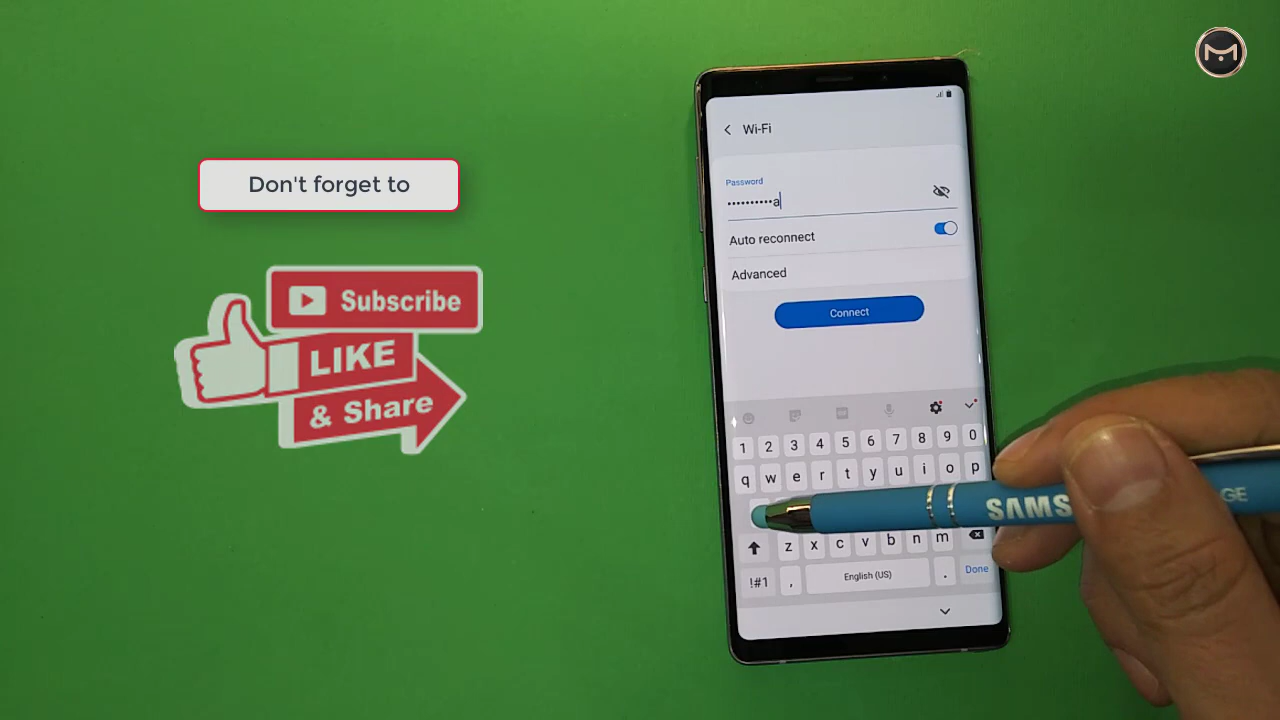 Don't forget to
Subscribe
LIKE
& Share
Wi-Fi
Password
••••••••••a
Auto reconnect
Advanced
Connect
1 2 3 4 5 6 7 8 9 0
q w e r t y u i o p
z x c v b n m
!#1 , English (US) . Done
SAMS
GE